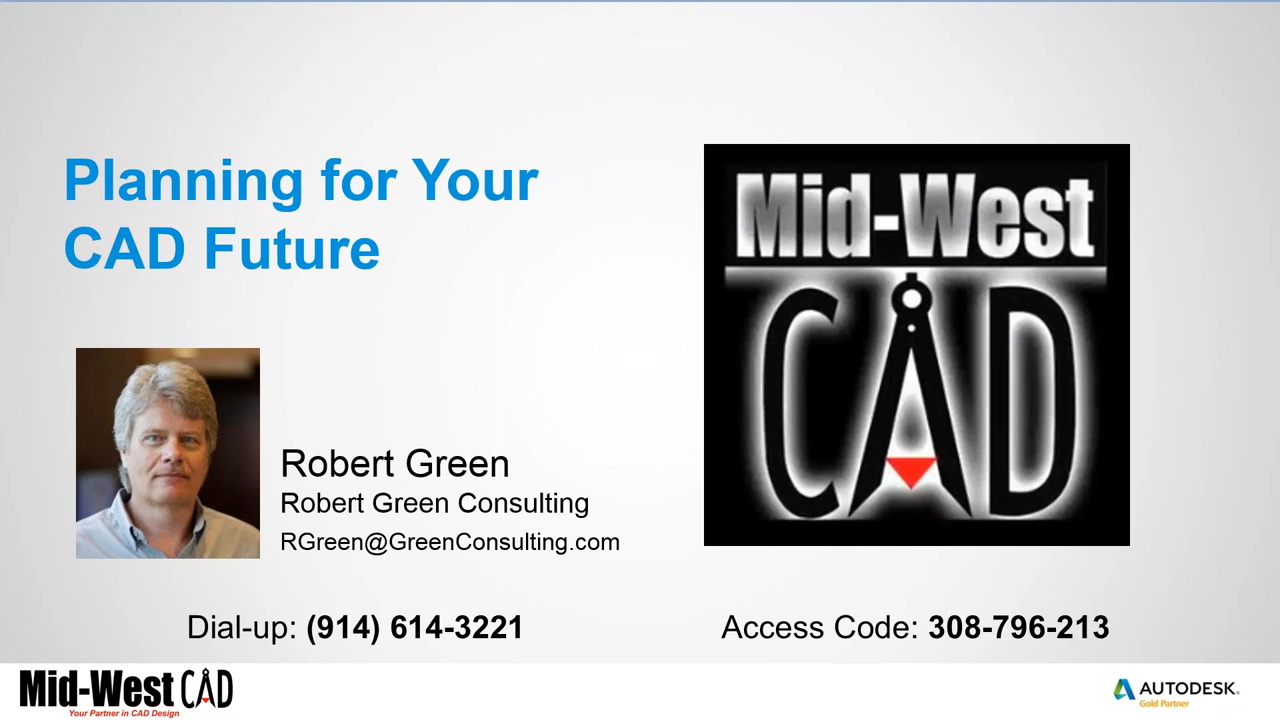 Planning for Your
CAD Future
Mid-West
CAD
Robert Green
Robert Green Consulting
RGreen@GreenConsulting.com
Dial-up: (914) 614-3221
Access Code: 308-796-213
Mid-West CAD
Your Partner in CAD Design
AUTODESK®
Gold Partner